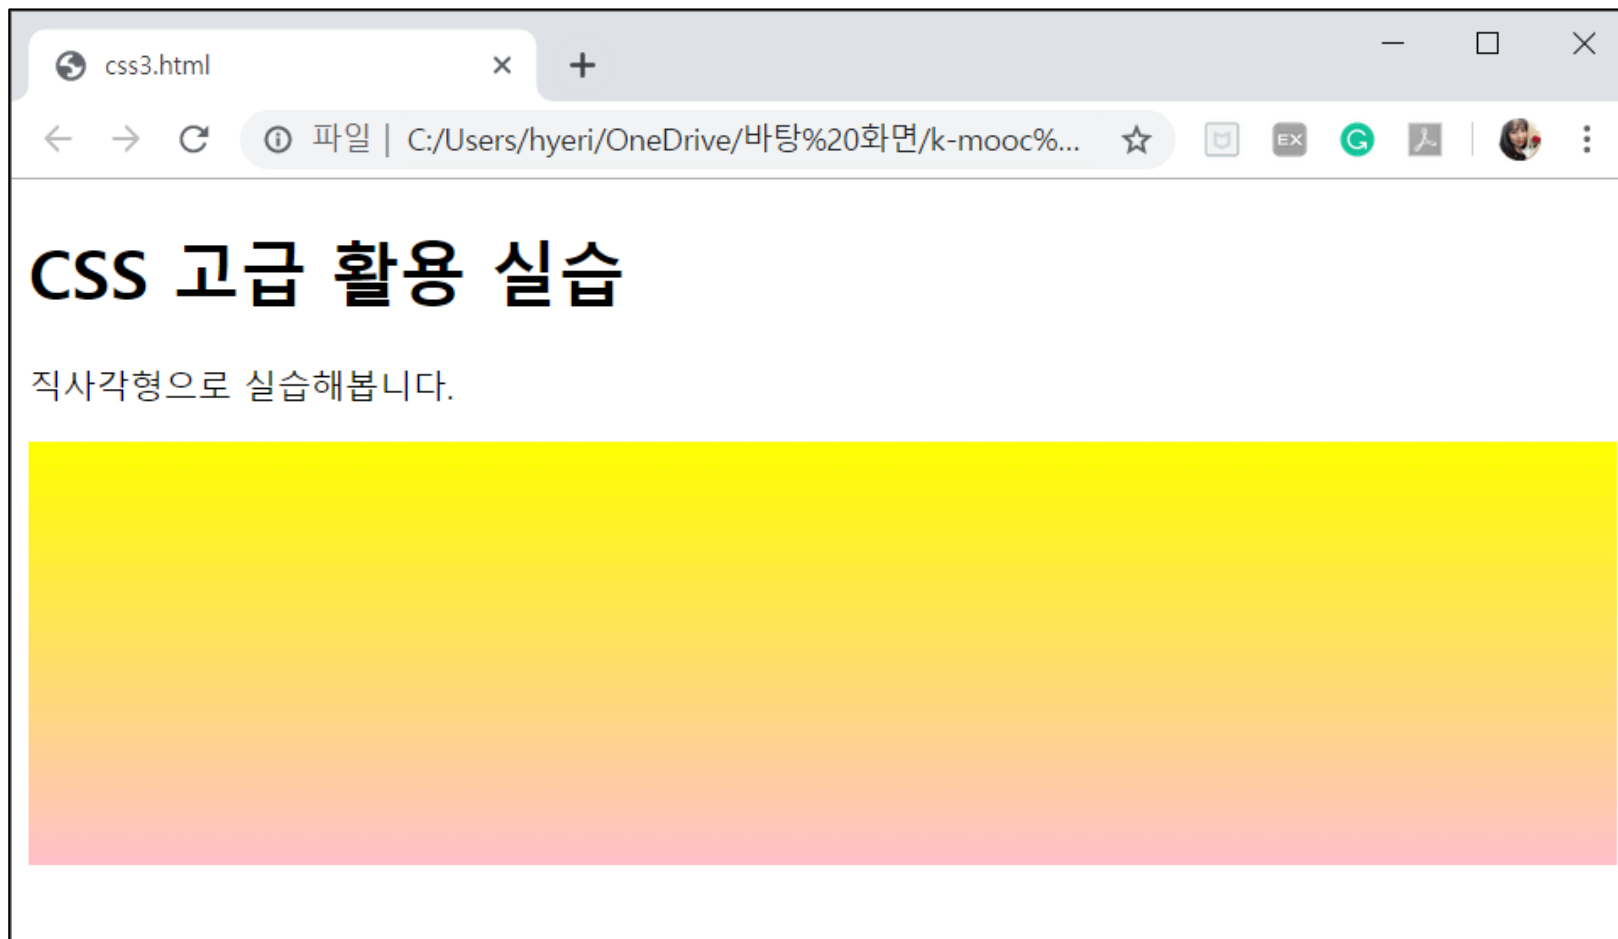 css3.html
파일 | C:/Users/hyeri/OneDrive/바탕%20화면/k-mooc%...
EX
G
CSS 고급 활용 실습
직사각형으로 실습해봅니다.